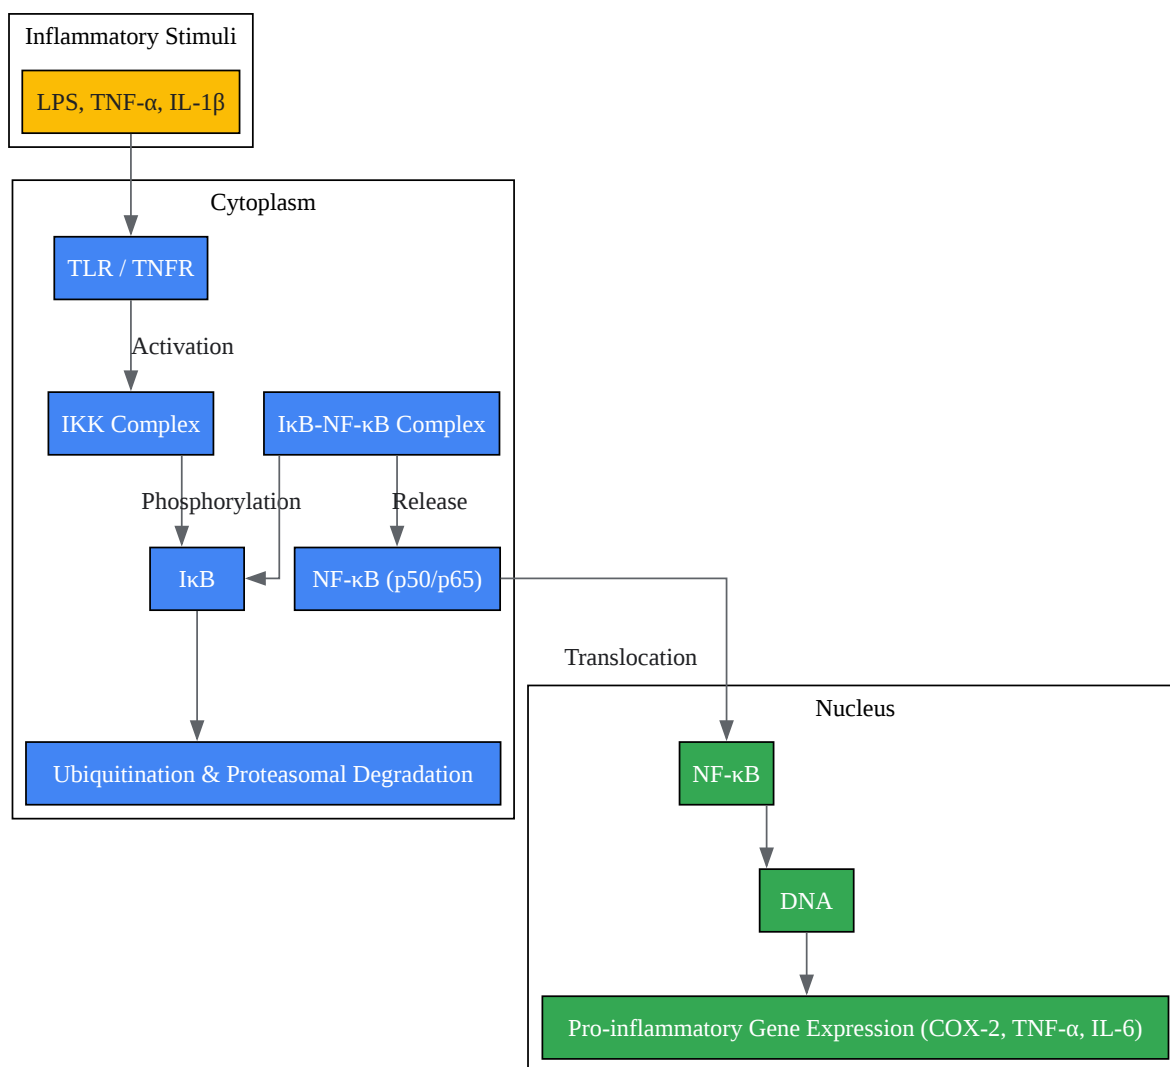 Inflammatory Stimuli
LPS, TNF-α, IL-1β
Cytoplasm
TLR / TNFR
Activation
IKK Complex
IκB-NF-κB Complex
Phosphorylation
Release
IκB
NF-κB (p50/p65)
Translocation
Nucleus
Ubiquitination & Proteasomal Degradation
NF-κB
DNA
Pro-inflammatory Gene Expression (COX-2, TNF-α, IL-6)